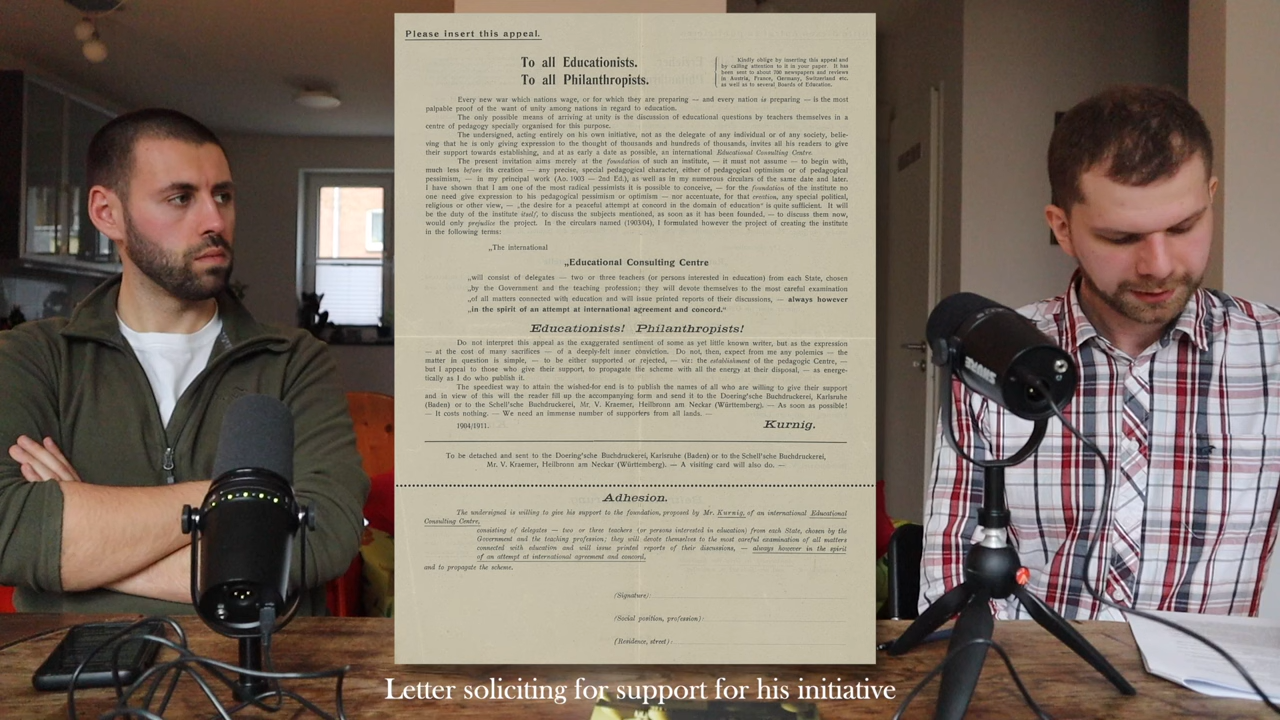 Please insert this appeal.
To all Educationists.
To all Philanthropists.
Kindly oblige by inserting this appeal and
by calling attention to it in your paper. It has
been sent to about 700 newspapers and reviews
in Austria, France, Germany, Switzerland etc.
as well as to several Boards of Education.
Every new war which nations wage, or for which they are preparing — and every nation is preparing — is the most
palpable proof of the want of unity among nations in regard to education.
The only possible means of arriving at unity is the discussion of educational questions by teachers themselves in a
centre of pedagogy specially organised for this purpose.
The undersigned, acting entirely on his own initiative, not as the delegate of any individual or of any society, belie-
ving that he is only giving expression to the thought of thousands and hundreds of thousands, invites all his readers to give
their support towards establishing, and at as early a date as possible, an international Educational Consulting Centre.
The present invitation aims merely at the foundation of such an institute, — it must not assume — to begin with,
much less before its creation — any precise, special pedagogical character, either of pedagogical optimism or of pedagogical
pessimism, — in my principal work (Ao. 1903 — 2nd Ed.), as well as in my numerous circulars of the same date and later.
I have shown that I am one of the most radical pessimists it is possible to conceive, — for the foundation of the institute no
one need give expression to his pedagogical pessimism or optimism — nor accentuate, for that creation, any special political,
religious or other view, — „the desire for a peaceful attempt at concord in the domain of education" is quite sufficient. It will
be the duty of the institute itself, to discuss the subjects mentioned, as soon as it has been founded, — to discuss them now,
would only prejudice the project. In the circulars named (1903/04), I formulated however the project of creating the institute
in the following terms:
„The international
„Educational Consulting Centre
„will consist of delegates — two or three teachers (or persons interested in education) from each State, chosen
„by the Government and the teaching profession; they will devote themselves to the most careful examination
„of all matters connected with education and will issue printed reports of their discussions, — always however
„in the spirit of an attempt at international agreement and concord."
Educationists! Philanthropists!
Do not interpret this appeal as the exaggerated sentiment of some as yet little known writer, but as the expression
— at the cost of many sacrifices — of a deeply-felt inner conviction. Do not, then, expect from me any polemics — the
matter in question is simple, — to be either supported or rejected, — viz: the establishment of the pedagogic Centre, —
but I appeal to those who give their support, to propagate the scheme with all the energy at their disposal, — as energe-
tically as I do who publish it.
The speediest way to attain the wished-for end is to publish the names of all who are willing to give their support
and in view of this will the reader fill up the accompanying form and send it to the Doering'sche Buchdruckerei, Karlsruhe
(Baden) or to the Schell'sche Buchdruckerei, Mr. V. Kraemer, Heilbronn am Neckar (Württemberg). — As soon as possible!
— It costs nothing. — We need an immense number of supporters from all lands. —
1904/1911.
Kurnig.
To be detached and sent to the Doering'sche Buchdruckerei, Karlsruhe (Baden) or to the Schell'sche Buchdruckerei,
Mr. V. Kraemer, Heilbronn am Neckar (Württemberg). — A visiting card will also do. —
Adhesion.
The undersigned is willing to give his support to the foundation, proposed by Mr. Kurnig, of an international Educational
Consulting Centre,
consisting of delegates — two or three teachers (or persons interested in education) from each State, chosen by the
Government and the teaching profession; they will devote themselves to the most careful examination of all matters
connected with education and will issue printed reports of their discussions, — always however in the spirit
of an attempt at international agreement and concord,
and to propagate the scheme.
(Signature):
(Social position, profession):
(Residence, street):
SHURE
Letter soliciting for support for his initiative